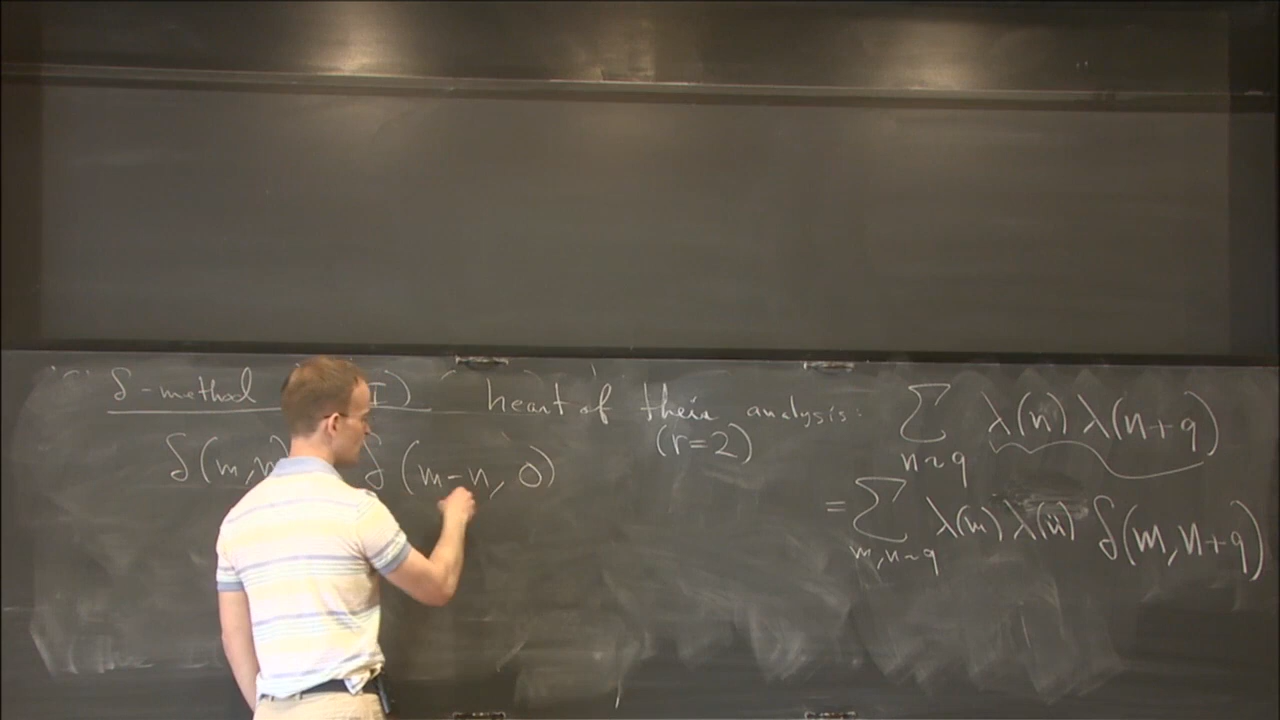 δ-method I) heart of their analysis: ∑_{n~q} λ(n) λ(n+q)
(r=2)
δ(m,n) δ(m-n, 0)
= ∑_{m,n~q} λ(m) λ(n) δ(m, n+q)